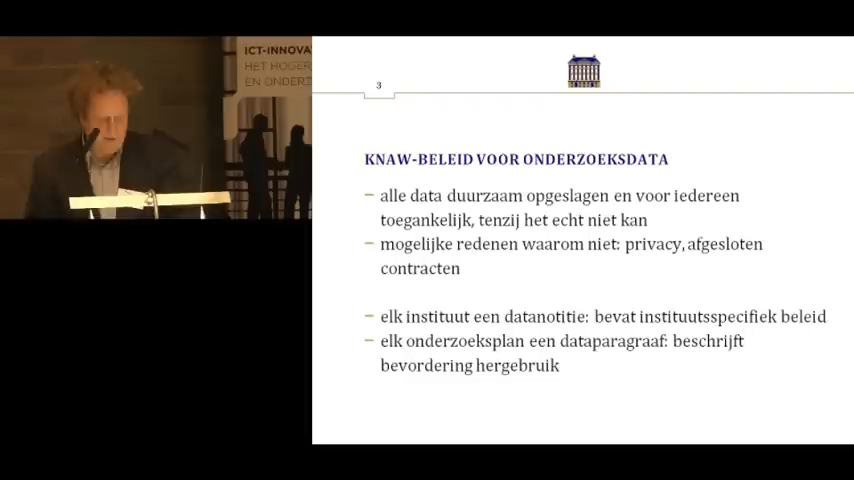 ICT-INNOVA
HET HOGER
EN ONDERZ
3
KNAW-BELEID VOOR ONDERZOEKSDATA
– alle data duurzaam opgeslagen en voor iedereen
toegankelijk, tenzij het echt niet kan
– mogelijke redenen waarom niet: privacy, afgesloten
contracten
– elk instituut een datanotitie: bevat instituutsspecifiek beleid
– elk onderzoeksplan een dataparagraaf: beschrijft
bevordering hergebruik